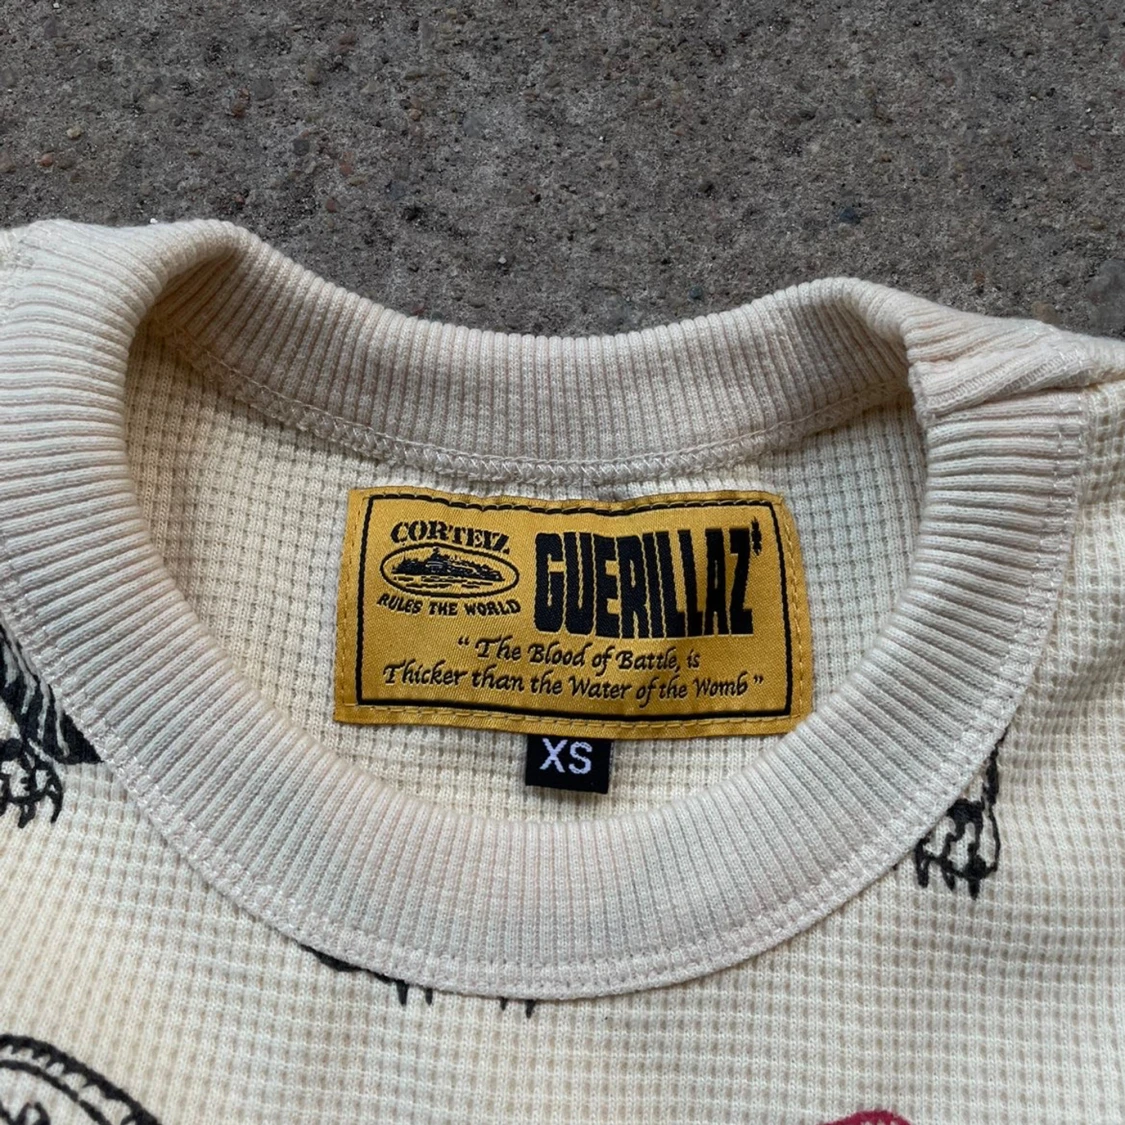 CORTEIZ
RULES THE WORLD
GUERILLAZ
“The Blood of Battle, is
Thicker than the Water of the Womb”
XS